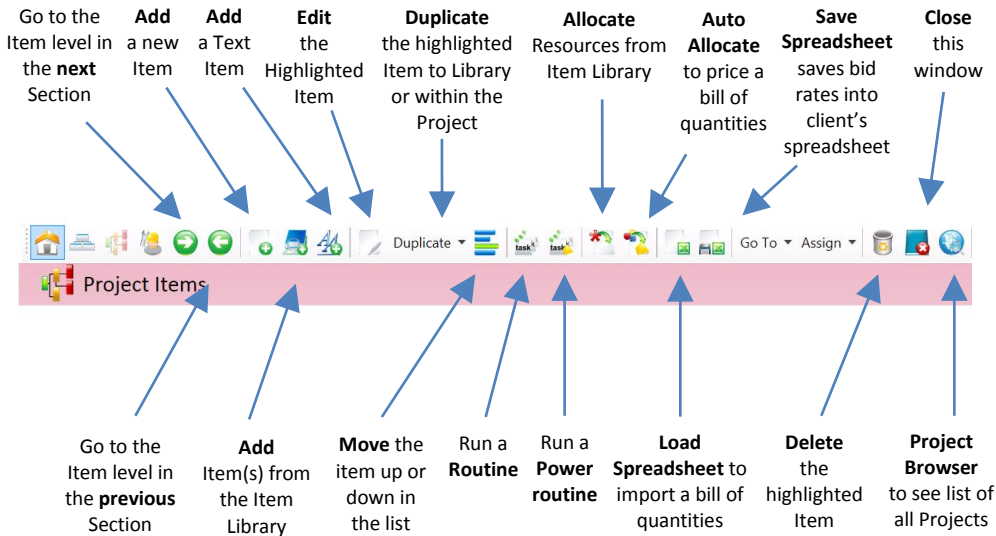 Go to the
Item level in
the next
Section
Add
a new
Item
Add
a Text
Item
Edit
the
Highlighted
Item
Duplicate
the highlighted
Item to Library
or within the
Project
Allocate
Resources from
Item Library
Auto
Allocate
to price a
bill of
quantities
Save
Spreadsheet
saves bid
rates into
client's
spreadsheet
Close
this
window
Duplicate
task
task
Go To
Assign
Project Items
Go to the
Item level in
the previous
Section
Add
Item(s) from
the Item
Library
Move the
item up or
down in
the list
Run a
Routine
Run a
Power
routine
Load
Spreadsheet to
import a bill of
quantities
Delete
the
highlighted
Item
Project
Browser
to see list of
all Projects